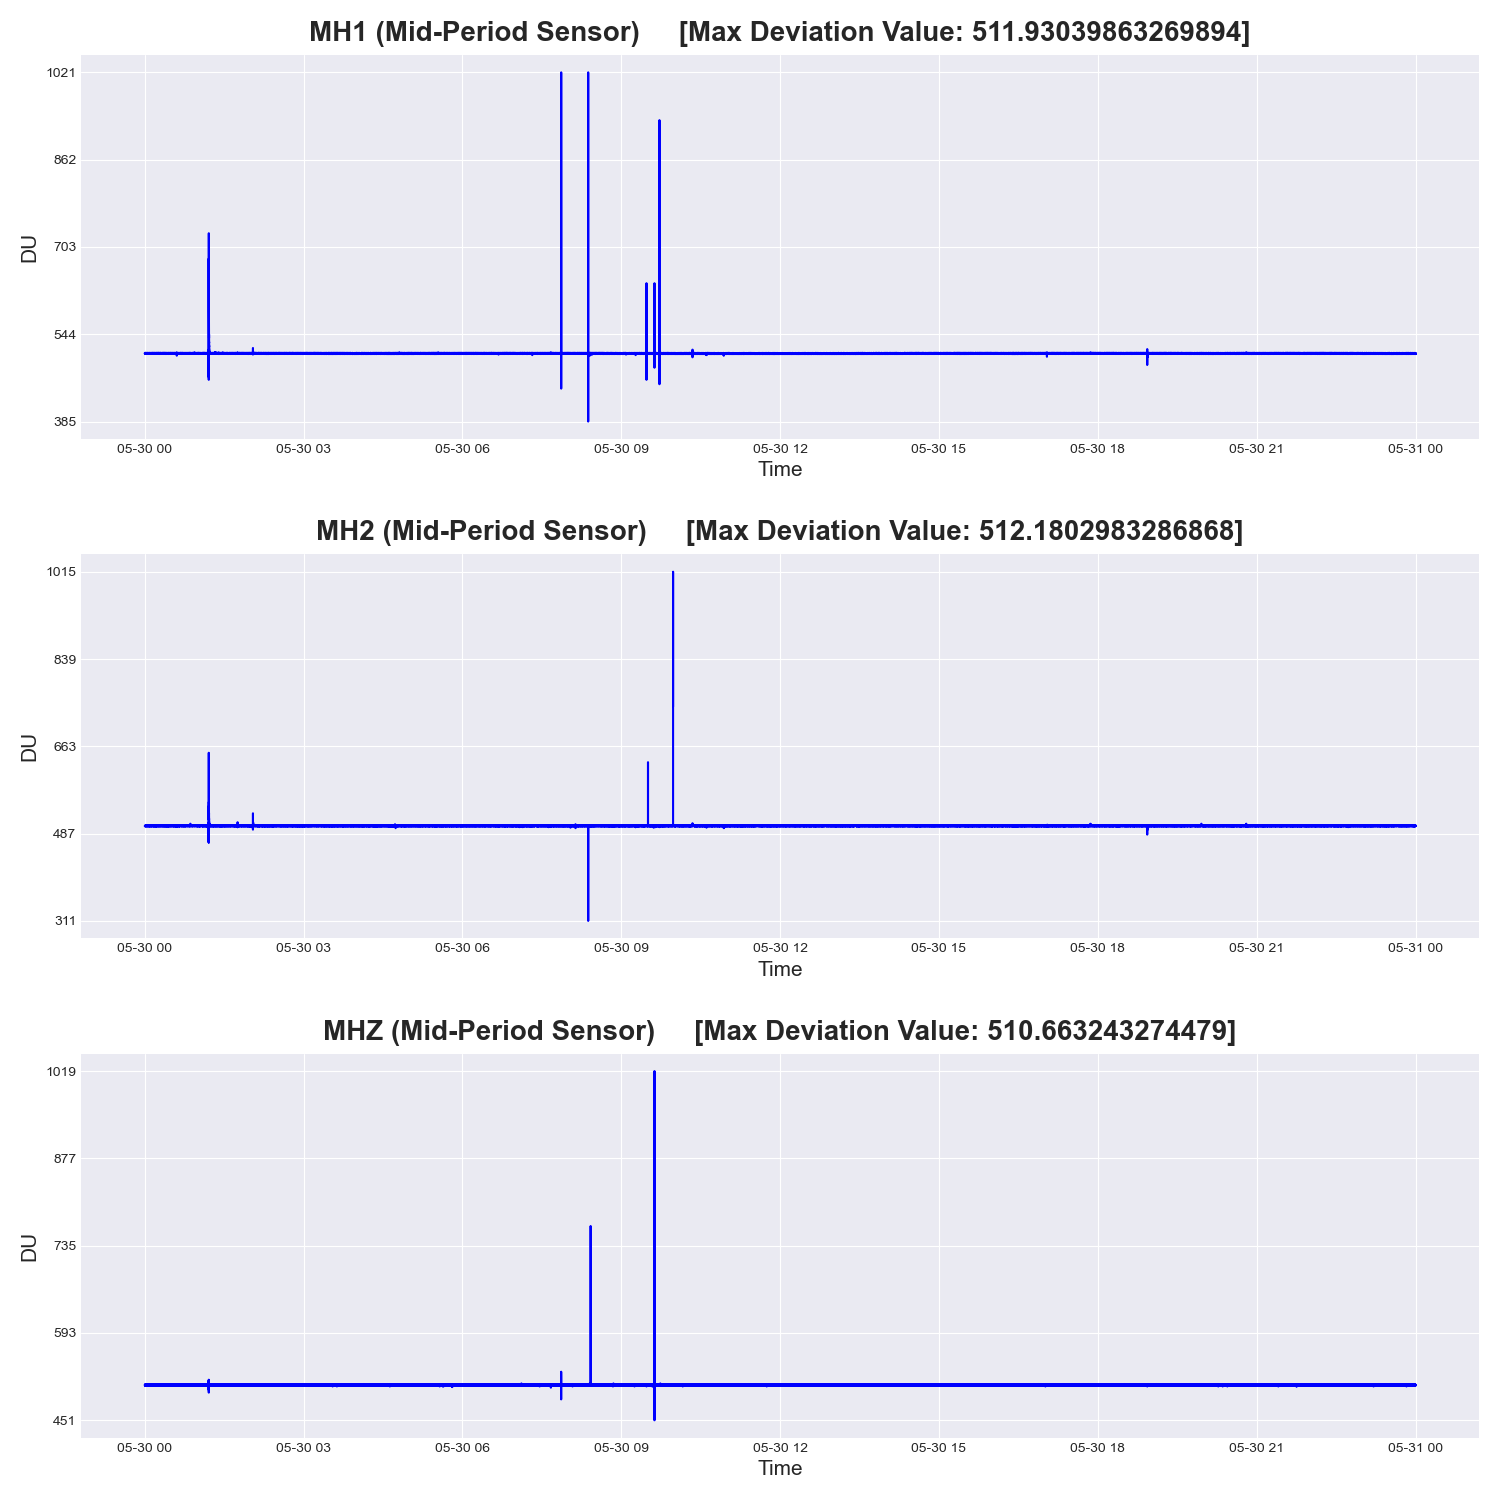 MH1 (Mid-Period Sensor) [Max Deviation Value: 511.93039863269894]
1021
862
703
544
385
DU
05-30 00 05-30 03 05-30 06 05-30 09 05-30 12 05-30 15 05-30 18 05-30 21 05-31 00
Time
MH2 (Mid-Period Sensor) [Max Deviation Value: 512.1802983286868]
1015
839
663
487
311
DU
05-30 00 05-30 03 05-30 06 05-30 09 05-30 12 05-30 15 05-30 18 05-30 21 05-31 00
Time
MHZ (Mid-Period Sensor) [Max Deviation Value: 510.663243274479]
1019
877
735
593
451
DU
05-30 00 05-30 03 05-30 06 05-30 09 05-30 12 05-30 15 05-30 18 05-30 21 05-31 00
Time